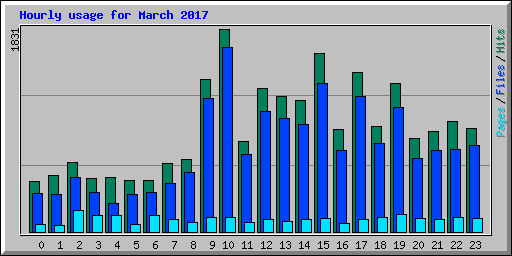 Hourly usage for March 2017
1831
Pages/Files/Hits
0 1 2 3 4 5 6 7 8 9 10 11 12 13 14 15 16 17 18 19 20 21 22 23